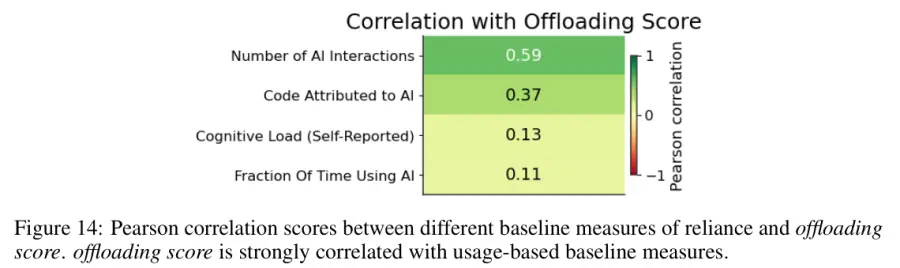 Correlation with Offloading Score
Number of AI Interactions 0.59
Code Attributed to AI 0.37
Cognitive Load (Self-Reported) 0.13
Fraction Of Time Using AI 0.11
1
0
−1
Pearson correlation
Figure 14: Pearson correlation scores between different baseline measures of reliance and offloading
score. offloading score is strongly correlated with usage-based baseline measures.